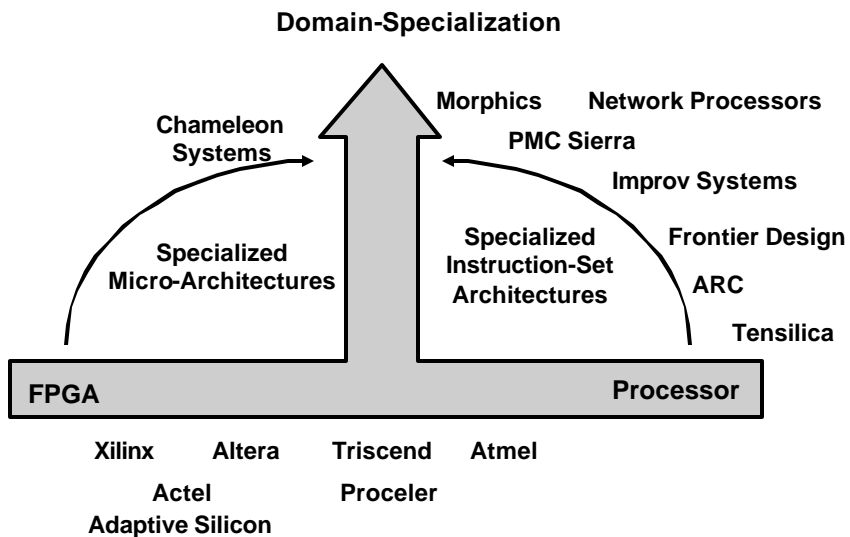 Domain-Specialization
Morphics
Network Processors
Chameleon
Systems
PMC Sierra
Improv Systems
Specialized
Micro-Architectures
Specialized
Instruction-Set
Architectures
Frontier Design
ARC
Tensilica
FPGA
Processor
Xilinx
Altera
Triscend
Atmel
Actel
Proceler
Adaptive Silicon